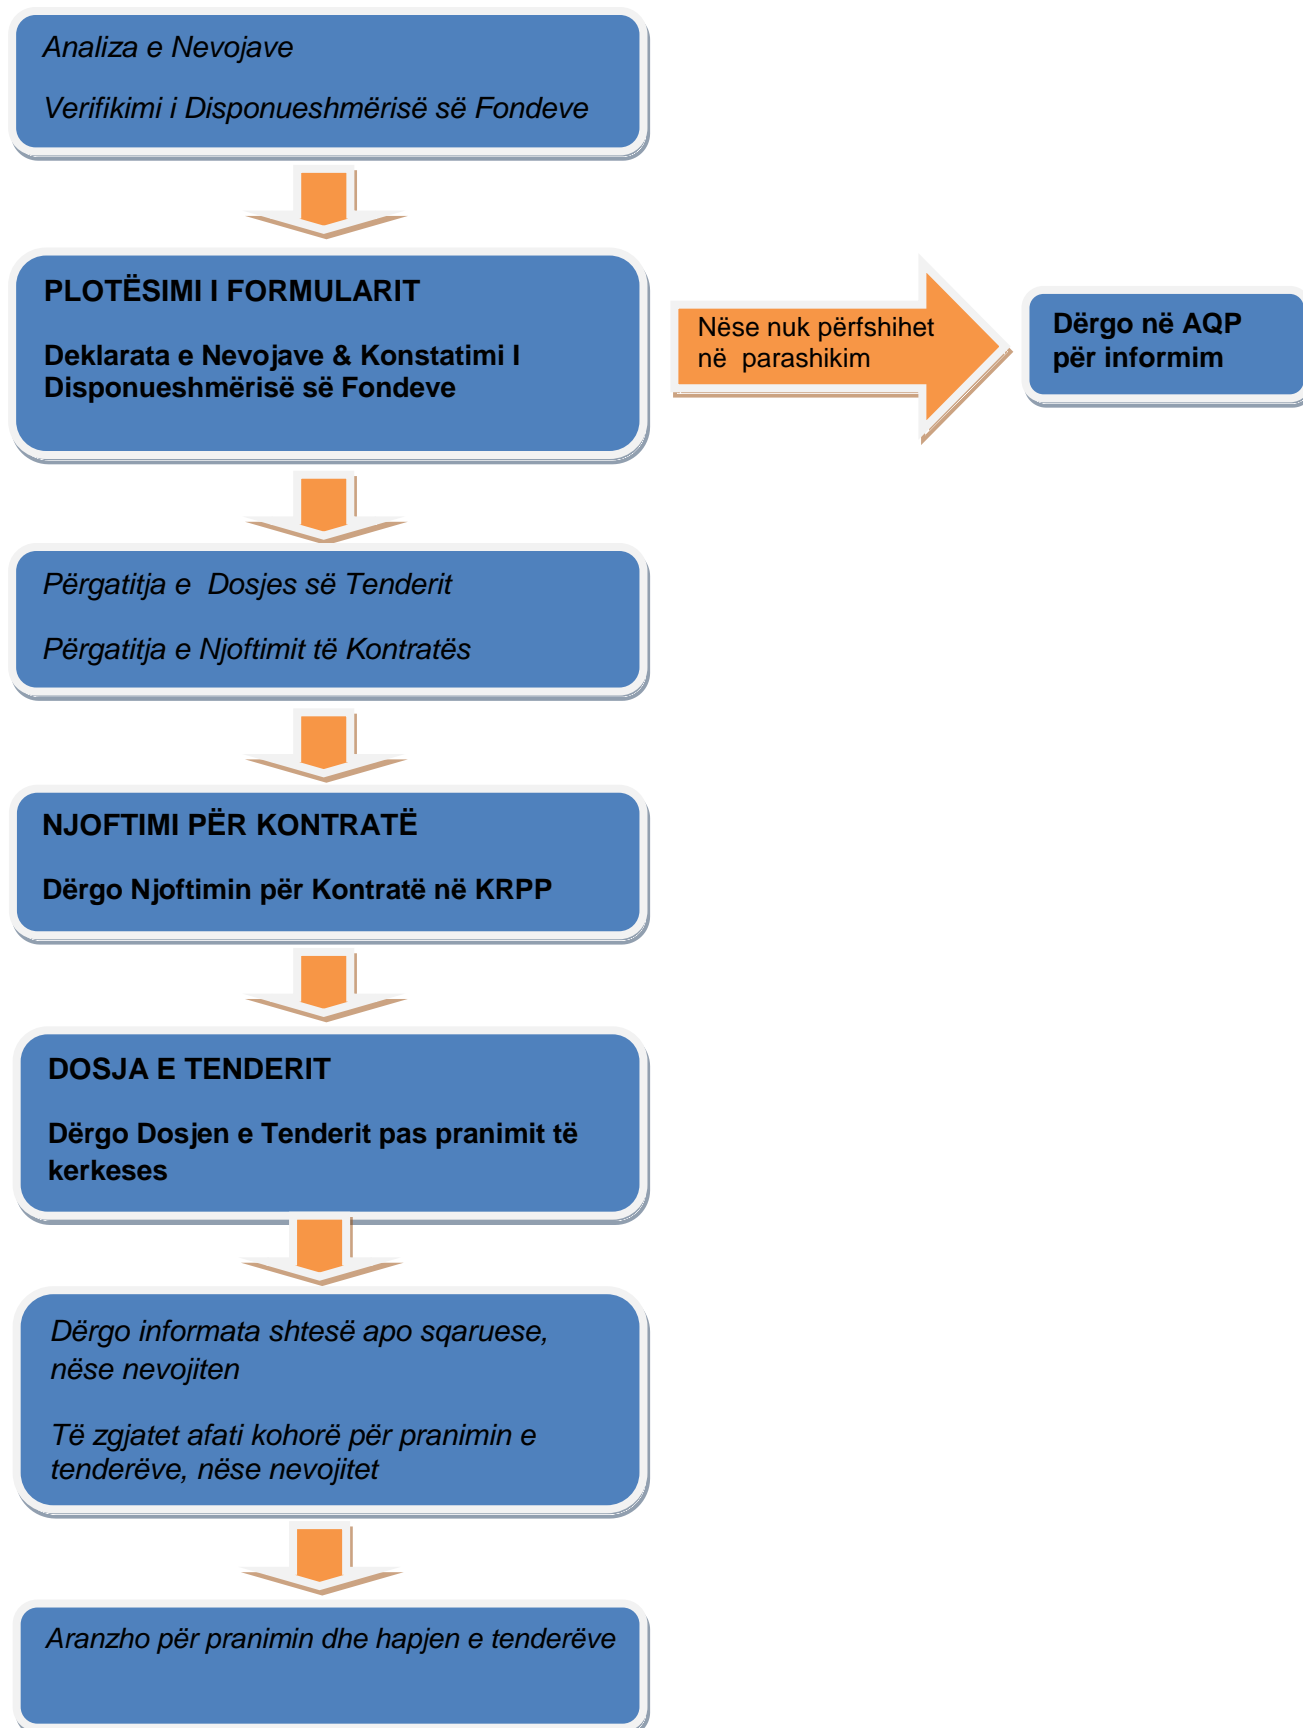 Analiza e Nevojave
Verifikimi i Disponueshmërisë së Fondeve
PLOTËSIMI I FORMULARIT
Deklarata e Nevojave & Konstatimi I
Disponueshmërisë së Fondeve
Nëse nuk përfshihet
në parashikim
Dërgo në AQP
për informim
Përgatitja e Dosjes së Tenderit
Përgatitja e Njoftimit të Kontratës
NJOFTIMI PËR KONTRATË
Dërgo Njoftimin për Kontratë në KRPP
DOSJA E TENDERIT
Dërgo Dosjen e Tenderit pas pranimit të
kerkeses
Dërgo informata shtesë apo sqaruese,
nëse nevojiten
Të zgjatet afati kohorë për pranimin e
tenderëve, nëse nevojitet
Aranzho për pranimin dhe hapjen e tenderëve